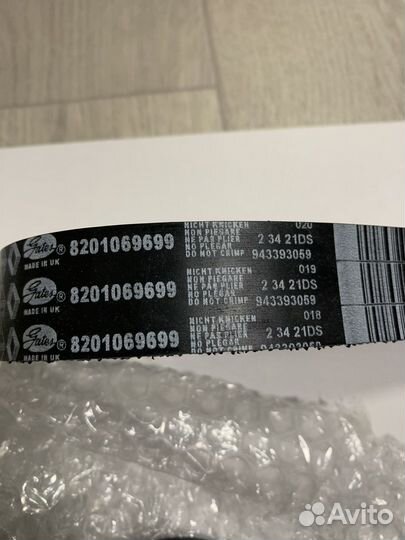 020
NICHT KNICKEN
NON PIEGARE
NE PAS PLIER 2 34 21DS
NO PLEGAR
DO NOT CRIMP 943393059
Gates ® 8201069699
MADE IN UK
019
NICHT KNICKEN
NON PIEGARE
NE PAS PLIER 2 34 21DS
NO PLEGAR
DO NOT CRIMP 943393059
Gates ® 8201069699
MADE IN UK
018
NICHT KNICKEN
NON PIEGARE
NE PAS PLIER 2 34 21DS
NO PLEGAR
DO NOT CRIMP 943393059
Gates ® 8201069699
MADE IN UK
Avito